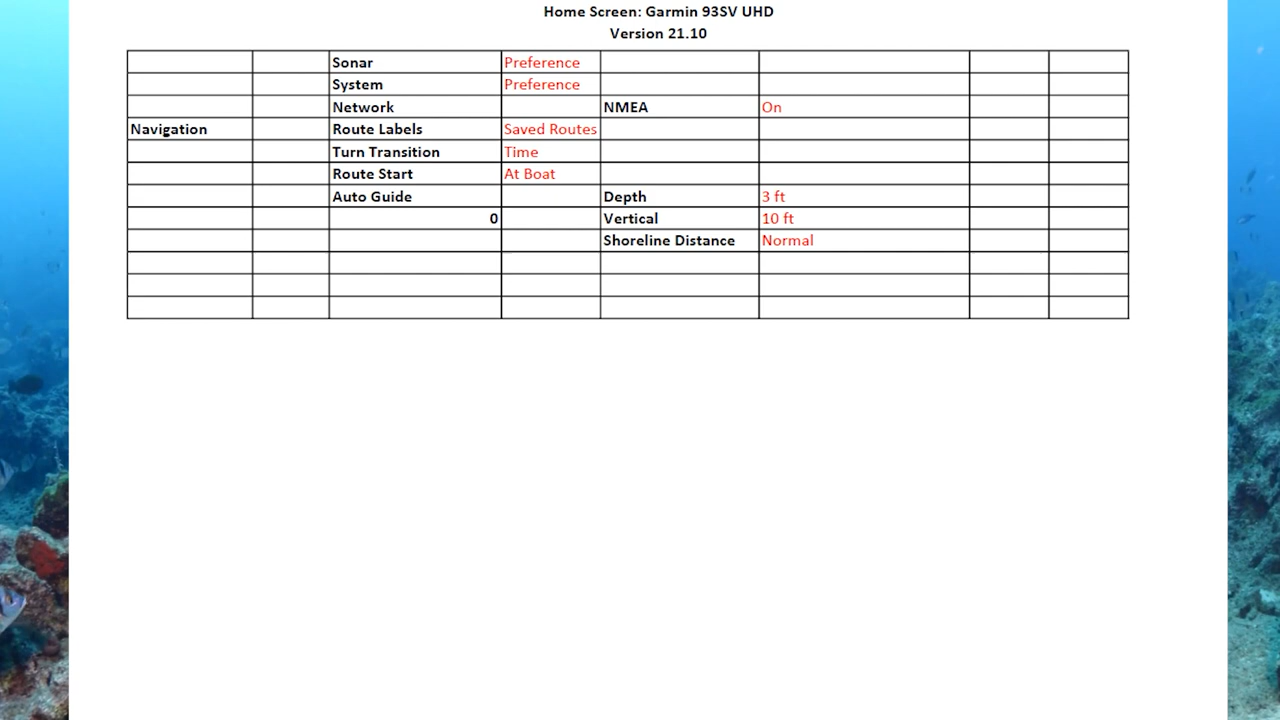 Home Screen: Garmin 93SV UHD
Version 21.10
Sonar Preference
System Preference
Network NMEA On
Navigation Route Labels Saved Routes
Turn Transition Time
Route Start At Boat
Auto Guide Depth 3 ft
0 Vertical 10 ft
Shoreline Distance Normal